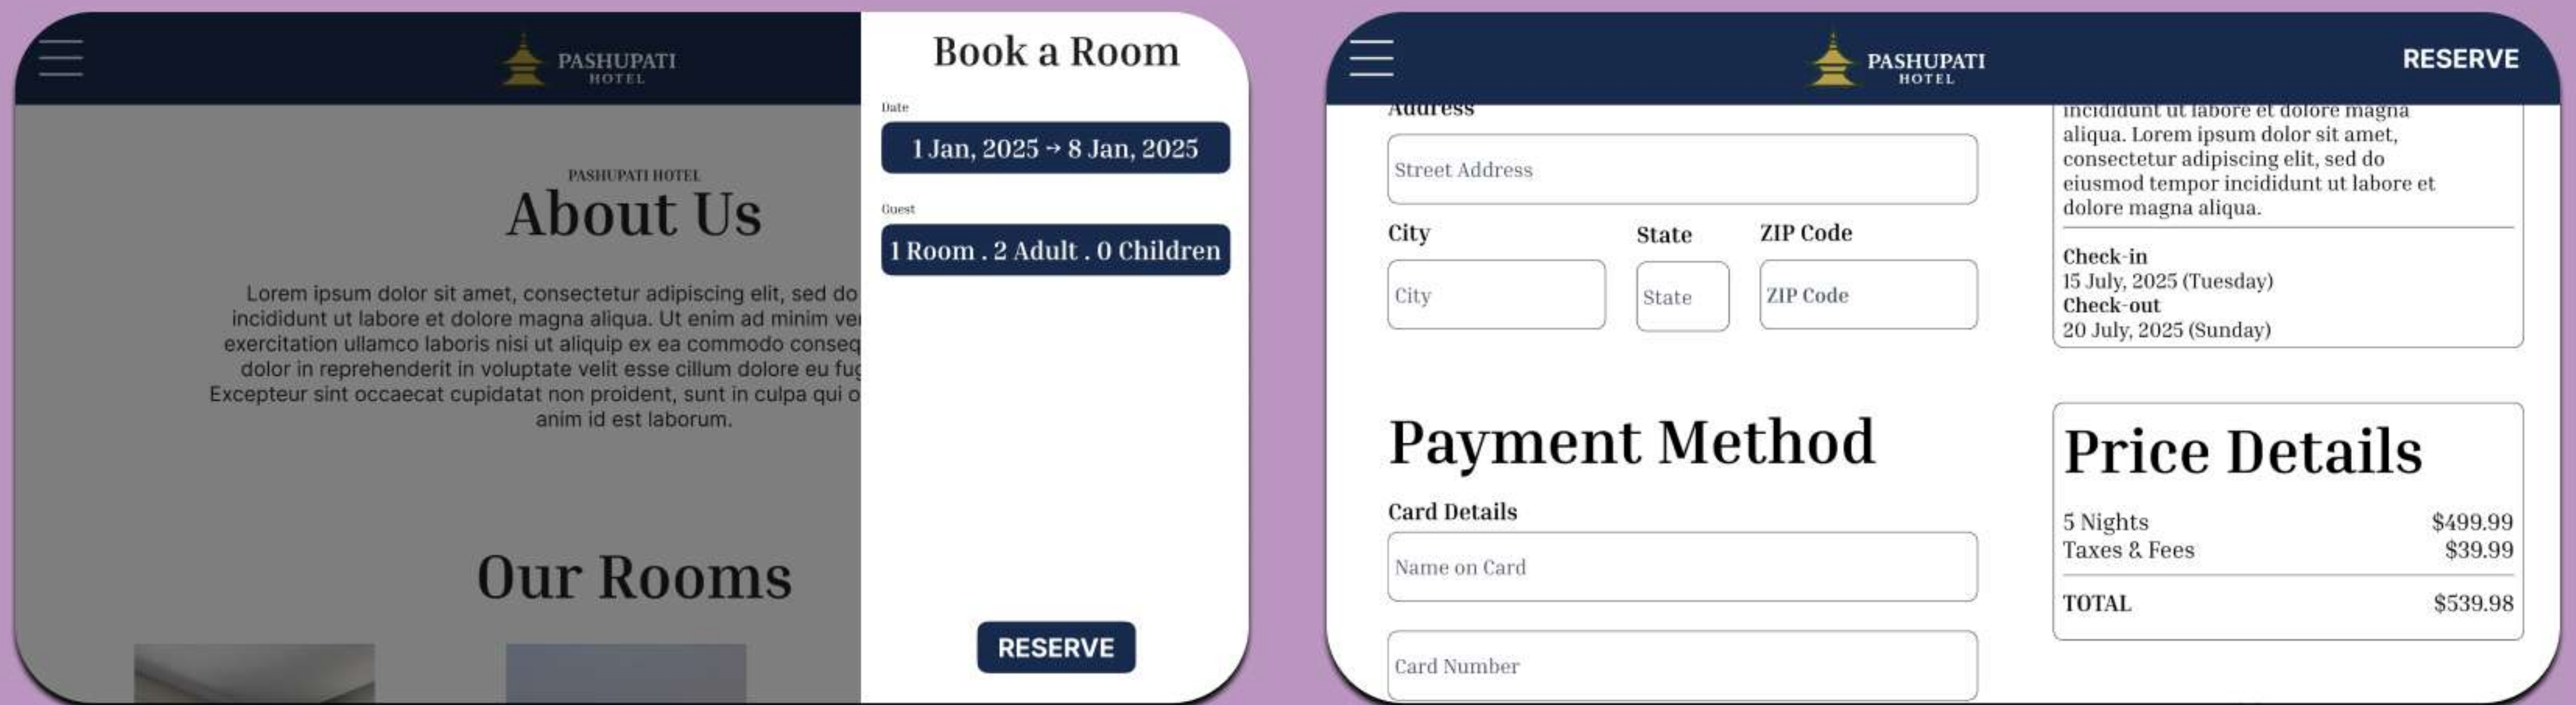 PASHUPATI
HOTEL
PASHUPATI HOTEL
About Us
Lorem ipsum dolor sit amet, consectetur adipiscing elit, sed do
incididunt ut labore et dolore magna aliqua. Ut enim ad minim
exercitation ullamco laboris nisi ut aliquip ex ea commodo
dolor in reprehenderit in voluptate velit esse cillum dolore eu
Excepteur sint occaecat cupidatat non proident, sunt in culpa qui
anim id est laborum.
Our Rooms
Book a Room
Date
1 Jan, 2025 → 8 Jan, 2025
Guest
1 Room . 2 Adult . 0 Children
RESERVE
PASHUPATI
HOTEL
RESERVE
Address
Street Address
City
State
ZIP Code
City
State
ZIP Code
Payment Method
Card Details
Name on Card
Card Number
incididunt ut labore et dolore magna
aliqua. Lorem ipsum dolor sit amet,
consectetur adipiscing elit, sed do
eiusmod tempor incididunt ut labore et
dolore magna aliqua.
Check-in
15 July, 2025 (Tuesday)
Check-out
20 July, 2025 (Sunday)
Price Details
5 Nights $499.99
Taxes & Fees $39.99
TOTAL $539.98